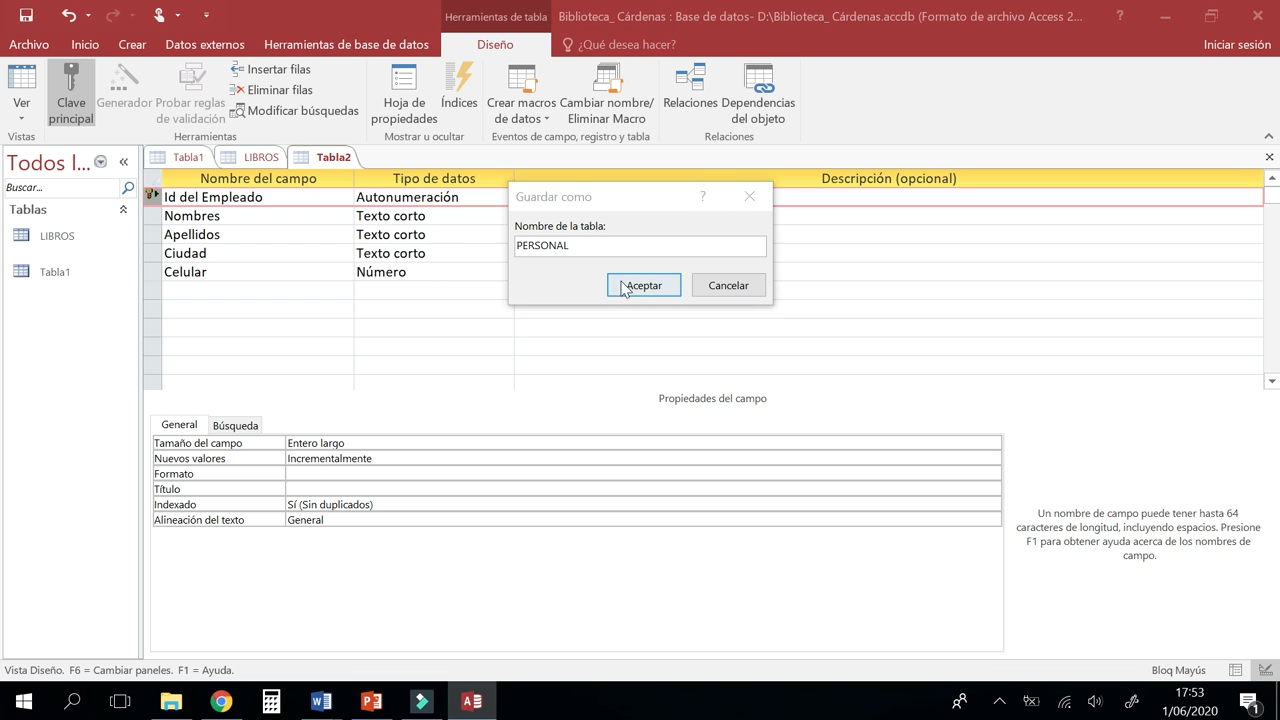 Herramientas de tabla
Biblioteca_ Cárdenas : Base de datos- D:\Biblioteca_ Cárdenas.accdb (Formato de archivo Access 2...
Archivo
Inicio
Crear
Datos externos
Herramientas de base de datos
Diseño
¿Qué desea hacer?
Iniciar sesión
Ver
Clave
principal
Generador
Probar reglas
de validación
Insertar filas
Eliminar filas
Modificar búsquedas
Hoja de
propiedades
Índices
Crear macros
de datos
Cambiar nombre/
Eliminar Macro
Relaciones
Dependencias
del objeto
Vistas
Herramientas
Mostrar u ocultar
Eventos de campo, registro y tabla
Relaciones
Todos l...
Buscar...
Tablas
LIBROS
Tabla1
Tabla1
LIBROS
Tabla2
Nombre del campo
Tipo de datos
Descripción (opcional)
Id del Empleado
Autonumeración
Nombres
Texto corto
Apellidos
Texto corto
Ciudad
Texto corto
Celular
Número
Guardar como
?
Nombre de la tabla:
PERSONAL
Aceptar
Cancelar
Propiedades del campo
General
Búsqueda
Tamaño del campo
Entero largo
Nuevos valores
Incrementalmente
Formato
Título
Indexado
Sí (Sin duplicados)
Alineación del texto
General
Un nombre de campo puede tener hasta 64
caracteres de longitud, incluyendo espacios. Presione
F1 para obtener ayuda acerca de los nombres de
campo.
Vista Diseño. F6 = Cambiar paneles. F1 = Ayuda.
Bloq Mayús
17:53
1/06/2020